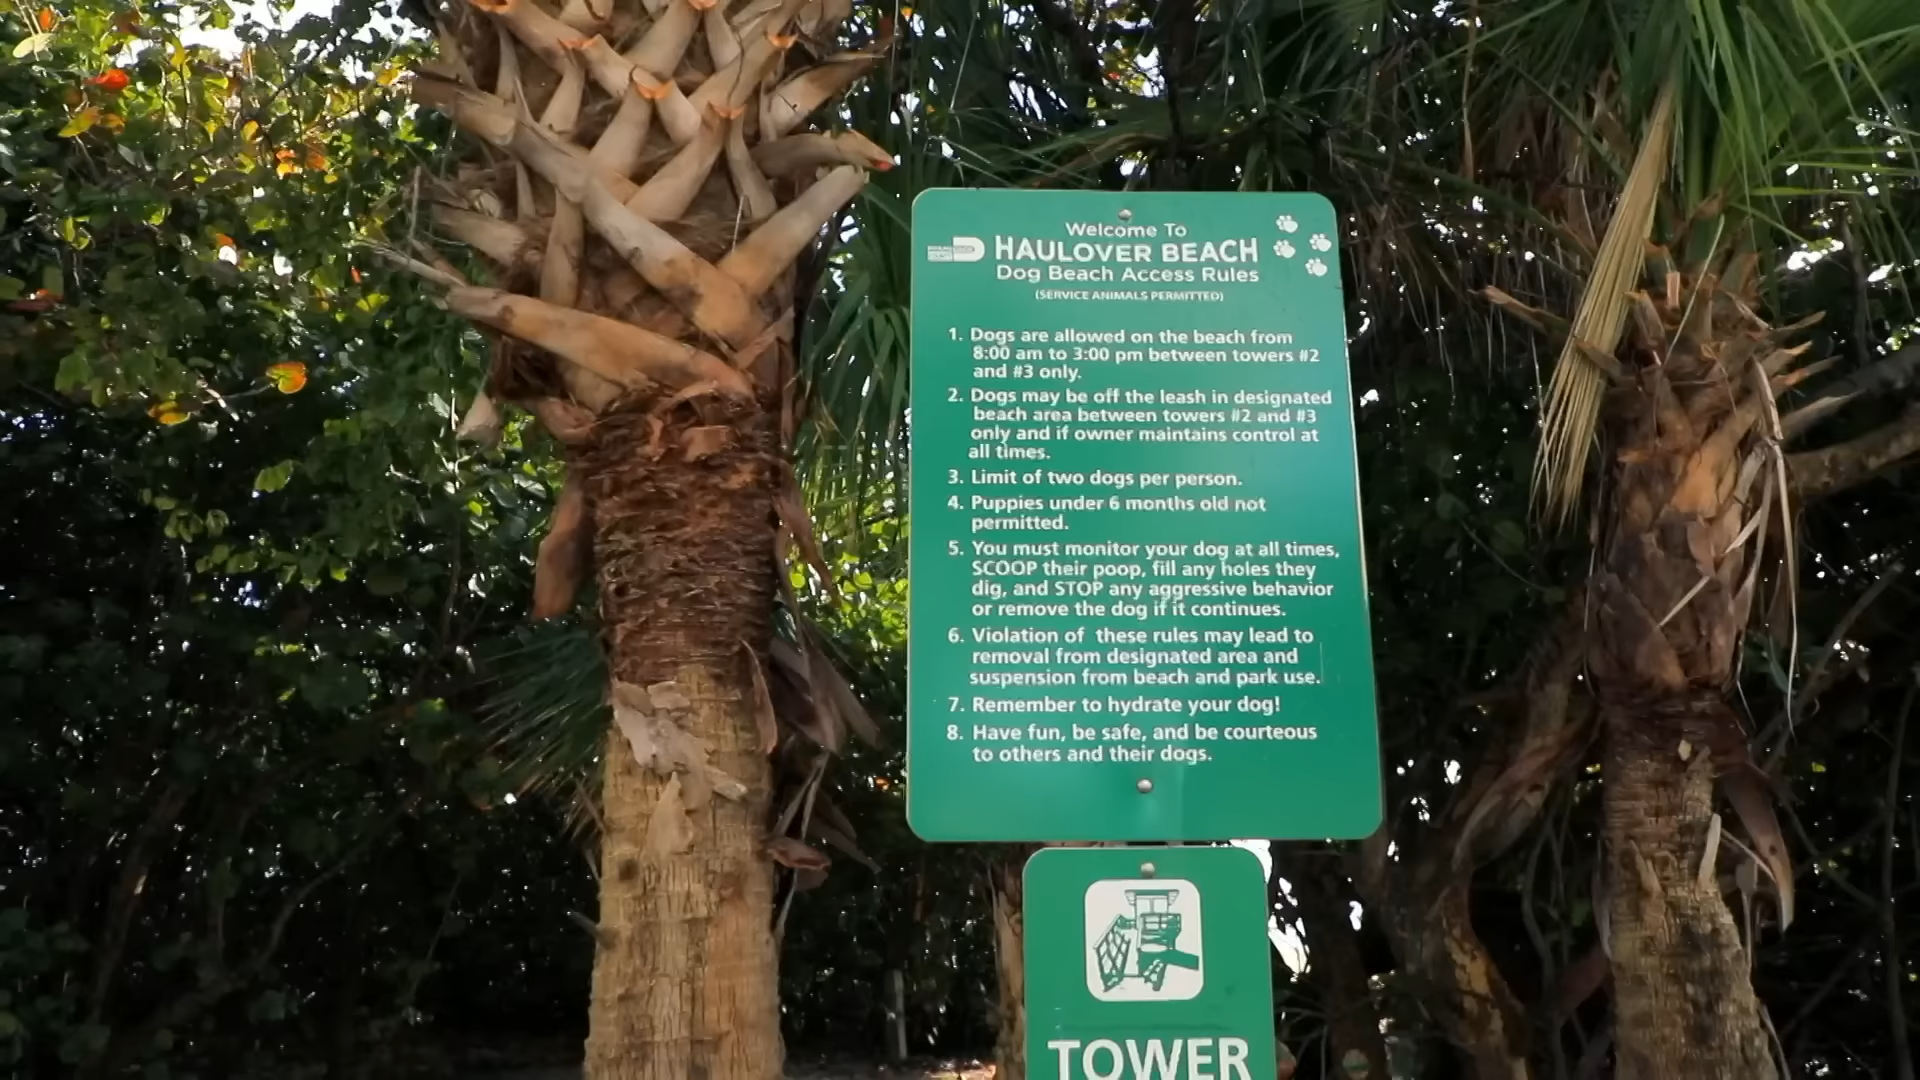 Welcome To
HAULOVER BEACH
Dog Beach Access Rules
(SERVICE ANIMALS PERMITTED)
1. Dogs are allowed on the beach from
8:00 am to 3:00 pm between towers #2
and #3 only.
2. Dogs may be off the leash in designated
beach area between towers #2 and #3
only and if owner maintains control at
all times.
3. Limit of two dogs per person.
4. Puppies under 6 months old not
permitted.
5. You must monitor your dog at all times,
SCOOP their poop, fill any holes they
dig, and STOP any aggressive behavior
or remove the dog if it continues.
6. Violation of these rules may lead to
removal from designated area and
suspension from beach and park use.
7. Remember to hydrate your dog!
8. Have fun, be safe, and be courteous
to others and their dogs.
TOWER